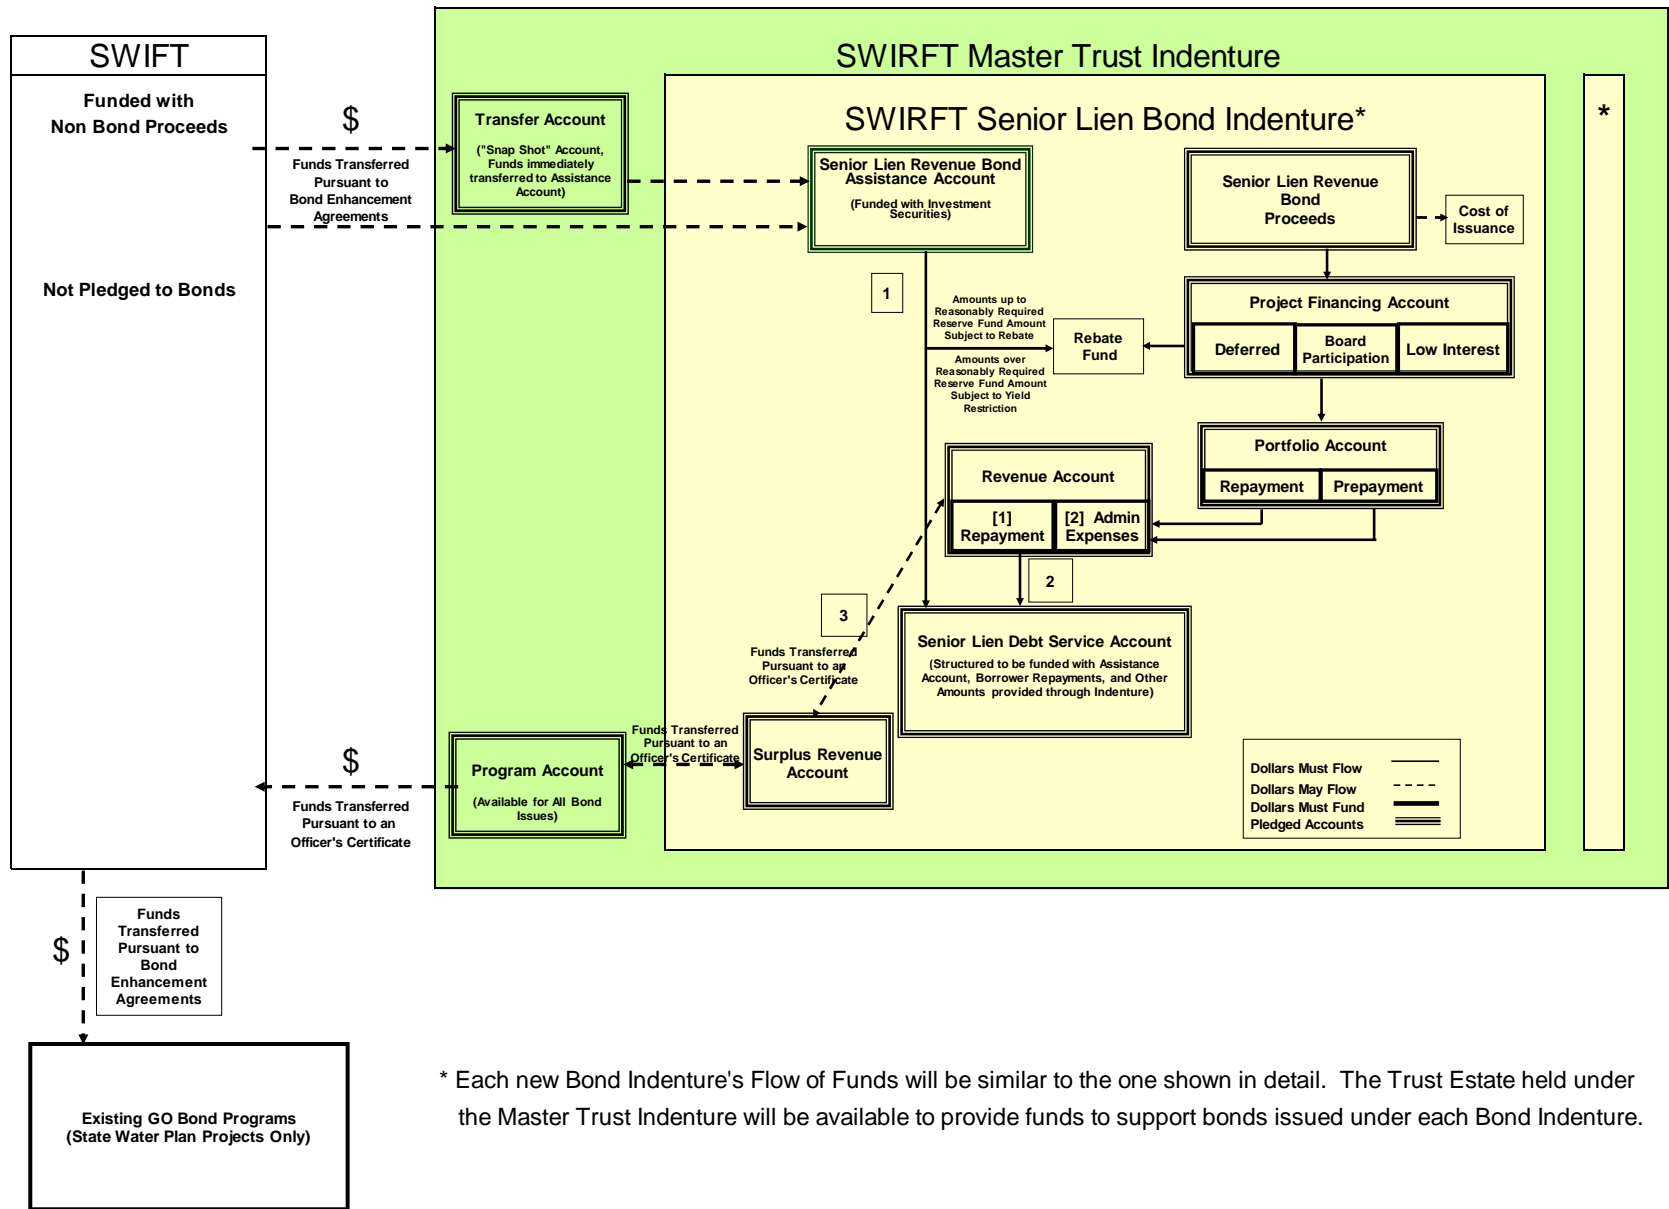 SWIFT
Funded with
Non Bond Proceeds
Not Pledged to Bonds
$
Funds Transferred
Pursuant to
Bond Enhancement
Agreements
SWIRFT Master Trust Indenture
Transfer Account
("Snap Shot" Account,
Funds immediately
transferred to Assistance
Account)
SWIRFT Senior Lien Bond Indenture*
*
Senior Lien Revenue Bond
Assistance Account
(Funded with Investment
Securities)
Senior Lien Revenue
Bond
Proceeds
Cost of
Issuance
1
Amounts up to
Reasonably Required
Reserve Fund Amount
Subject to Rebate
Amounts over
Reasonably Required
Reserve Fund Amount
Subject to Yield
Restriction
Rebate
Fund
Project Financing Account
Deferred
Board
Participation
Low Interest
Portfolio Account
Repayment
Prepayment
Revenue Account
[1]
Repayment
[2] Admin
Expenses
2
3
Funds Transferred
Pursuant to an
Officer's Certificate
Senior Lien Debt Service Account
(Structured to be funded with Assistance
Account, Borrower Repayments, and Other
Amounts provided through Indenture)
Funds Transferred
Pursuant to an
Officer's Certificate
Surplus Revenue
Account
Program Account
(Available for All Bond
Issues)
$
Funds Transferred
Pursuant to an
Officer's Certificate
Dollars Must Flow
Dollars May Flow
Dollars Must Fund
Pledged Accounts
$
Funds
Transferred
Pursuant to
Bond
Enhancement
Agreements
Existing GO Bond Programs
(State Water Plan Projects Only)
* Each new Bond Indenture's Flow of Funds will be similar to the one shown in detail. The Trust Estate held under
the Master Trust Indenture will be available to provide funds to support bonds issued under each Bond Indenture.